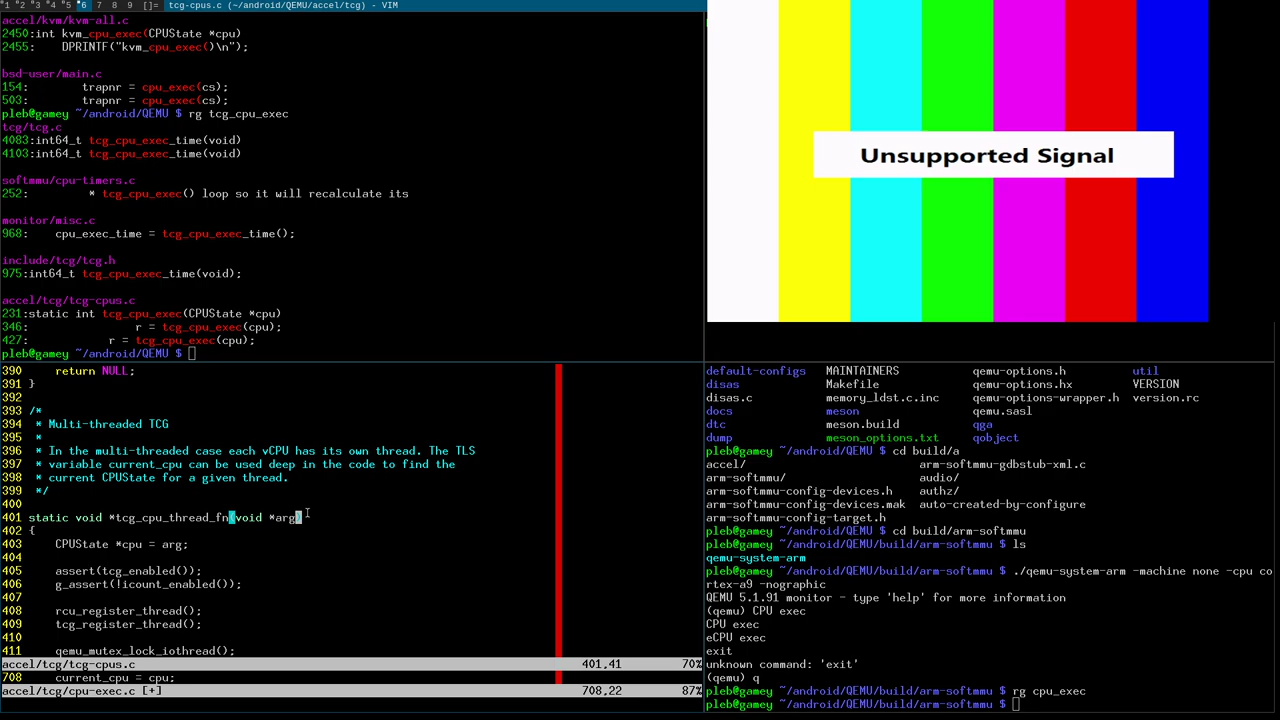 1 2 3 4 5 6 7 8 9 []= tcg-cpus.c (~/android/QEMU/accel/tcg) - VIM
accel/kvm/kvm-all.c
2450:int kvm_cpu_exec(CPUState *cpu)
2455:    DPRINTF("kvm_cpu_exec()\n");
bsd-user/main.c
154:        trapnr = cpu_exec(cs);
503:        trapnr = cpu_exec(cs);
pleb@gamey ~/android/QEMU $ rg tcg_cpu_exec
tcg/tcg.c
4083:int64_t tcg_cpu_exec_time(void)
4103:int64_t tcg_cpu_exec_time(void)
softmmu/cpu-timers.c
252:         * tcg_cpu_exec() loop so it will recalculate its
monitor/misc.c
968:    cpu_exec_time = tcg_cpu_exec_time();
include/tcg/tcg.h
975:int64_t tcg_cpu_exec_time(void);
accel/tcg/tcg-cpus.c
231:static int tcg_cpu_exec(CPUState *cpu)
346:                r = tcg_cpu_exec(cpu);
427:            r = tcg_cpu_exec(cpu);
pleb@gamey ~/android/QEMU $
Unsupported Signal
390     return NULL;
391 }
392
393 /*
394  * Multi-threaded TCG
395  *
396  * In the multi-threaded case each vCPU has its own thread. The TLS
397  * variable current_cpu can be used deep in the code to find the
398  * current CPUState for a given thread.
399  */
400
401 static void *tcg_cpu_thread_fn(void *arg)
402 {
403     CPUState *cpu = arg;
404
405     assert(tcg_enabled());
406     g_assert(!icount_enabled());
407
408     rcu_register_thread();
409     tcg_register_thread();
410
411     qemu_mutex_lock_iothread();
accel/tcg/tcg-cpus.c 401,41 70%
708     current_cpu = cpu;
accel/tcg/cpu-exec.c [+] 708,22 87%
default-configs MAINTAINERS qemu-options.h util
disas Makefile qemu-options.hx VERSION
disas.c memory_ldst.c.inc qemu-options-wrapper.h version.rc
docs meson qemu.sasl
dtc meson.build qga
dump meson_options.txt qobject
pleb@gamey ~/android/QEMU $ cd build/a
accel/ arm-softmmu-gdbstub-xml.c
arm-softmmu/ audio/
arm-softmmu-config-devices.h authz/
arm-softmmu-config-devices.mak auto-created-by-configure
arm-softmmu-config-target.h
pleb@gamey ~/android/QEMU $ cd build/arm-softmmu
pleb@gamey ~/android/QEMU/build/arm-softmmu $ ls
qemu-system-arm
pleb@gamey ~/android/QEMU/build/arm-softmmu $ ./qemu-system-arm -machine none -cpu co
rtex-a9 -nographic
QEMU 5.1.91 monitor - type 'help' for more information
(qemu) CPU exec
CPU exec
eCPU exec
exit
unknown command: 'exit'
(qemu) q
pleb@gamey ~/android/QEMU/build/arm-softmmu $ rg cpu_exec
pleb@gamey ~/android/QEMU/build/arm-softmmu $